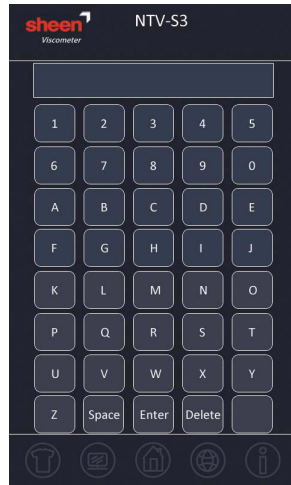 sheen
Viscometer
NTV-S3
1 2 3 4 5
6 7 8 9 0
A B C D E
F G H I J
K L M N O
P Q R S T
U V W X Y
Z Space Enter Delete